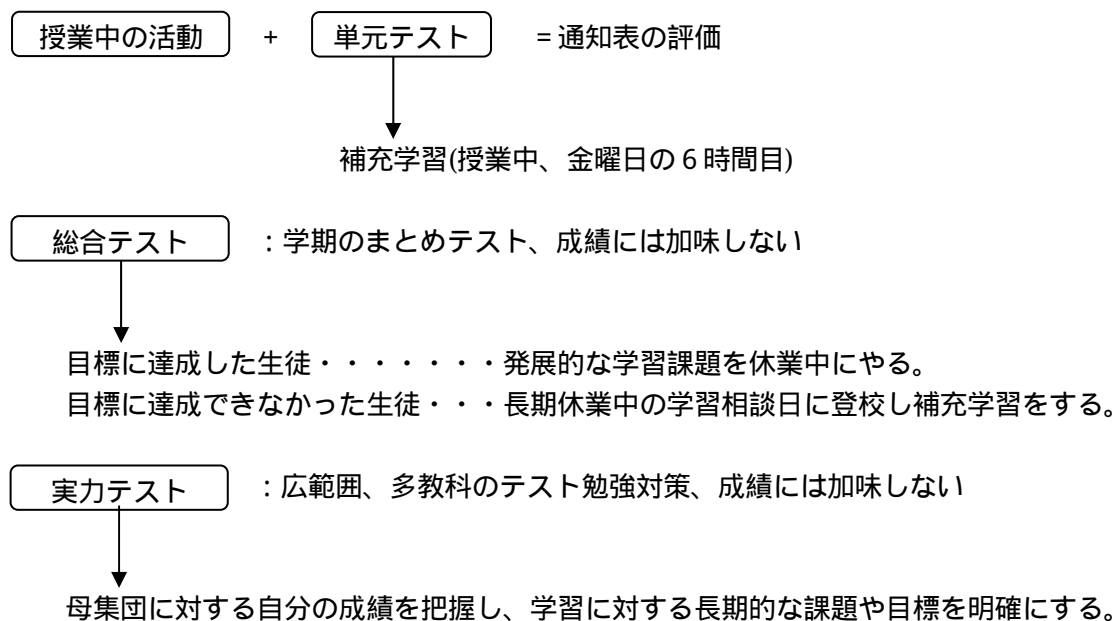 授業中の活動 + 単元テスト =通知表の評価
補充学習(授業中、金曜日の6時間目)
総合テスト :学期のまとめテスト、成績には加味しない
目標に達成した生徒・・・・・・・発展的な学習課題を休業中にやる。
目標に達成できなかった生徒・・・長期休業中の学習相談日に登校し補充学習をする。
実力テスト :広範囲、多教科のテスト勉強対策、成績には加味しない
母集団に対する自分の成績を把握し、学習に対する長期的な課題や目標を明確にする。